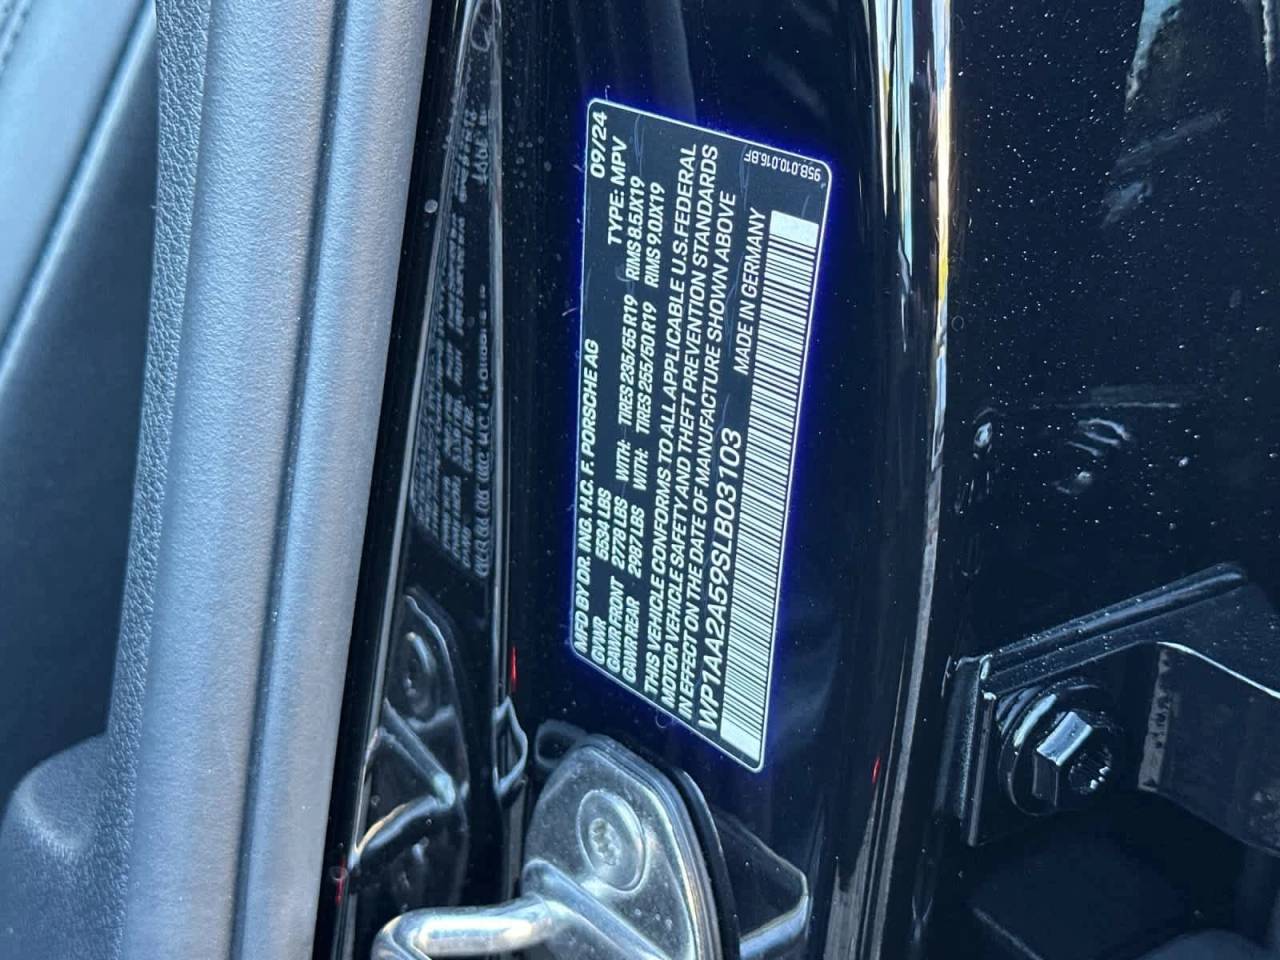 MFD BY DR. ING. H.C. F. PORSCHE AG 09/24
GVWR 5534 LBS TYPE: MPV
GAWR FRONT 2778 LBS WITH: TIRES 235/55 R19 RIMS 8.5JX19
GAWR REAR 2987 LBS WITH: TIRES 255/50 R19 RIMS 9.0JX19
THIS VEHICLE CONFORMS TO ALL APPLICABLE U.S. FEDERAL
MOTOR VEHICLE SAFETY AND THEFT PREVENTION STANDARDS
IN EFFECT ON THE DATE OF MANUFACTURE SHOWN ABOVE
WP1AA2A59SLB03103 MADE IN GERMANY
95B.010.016.BF